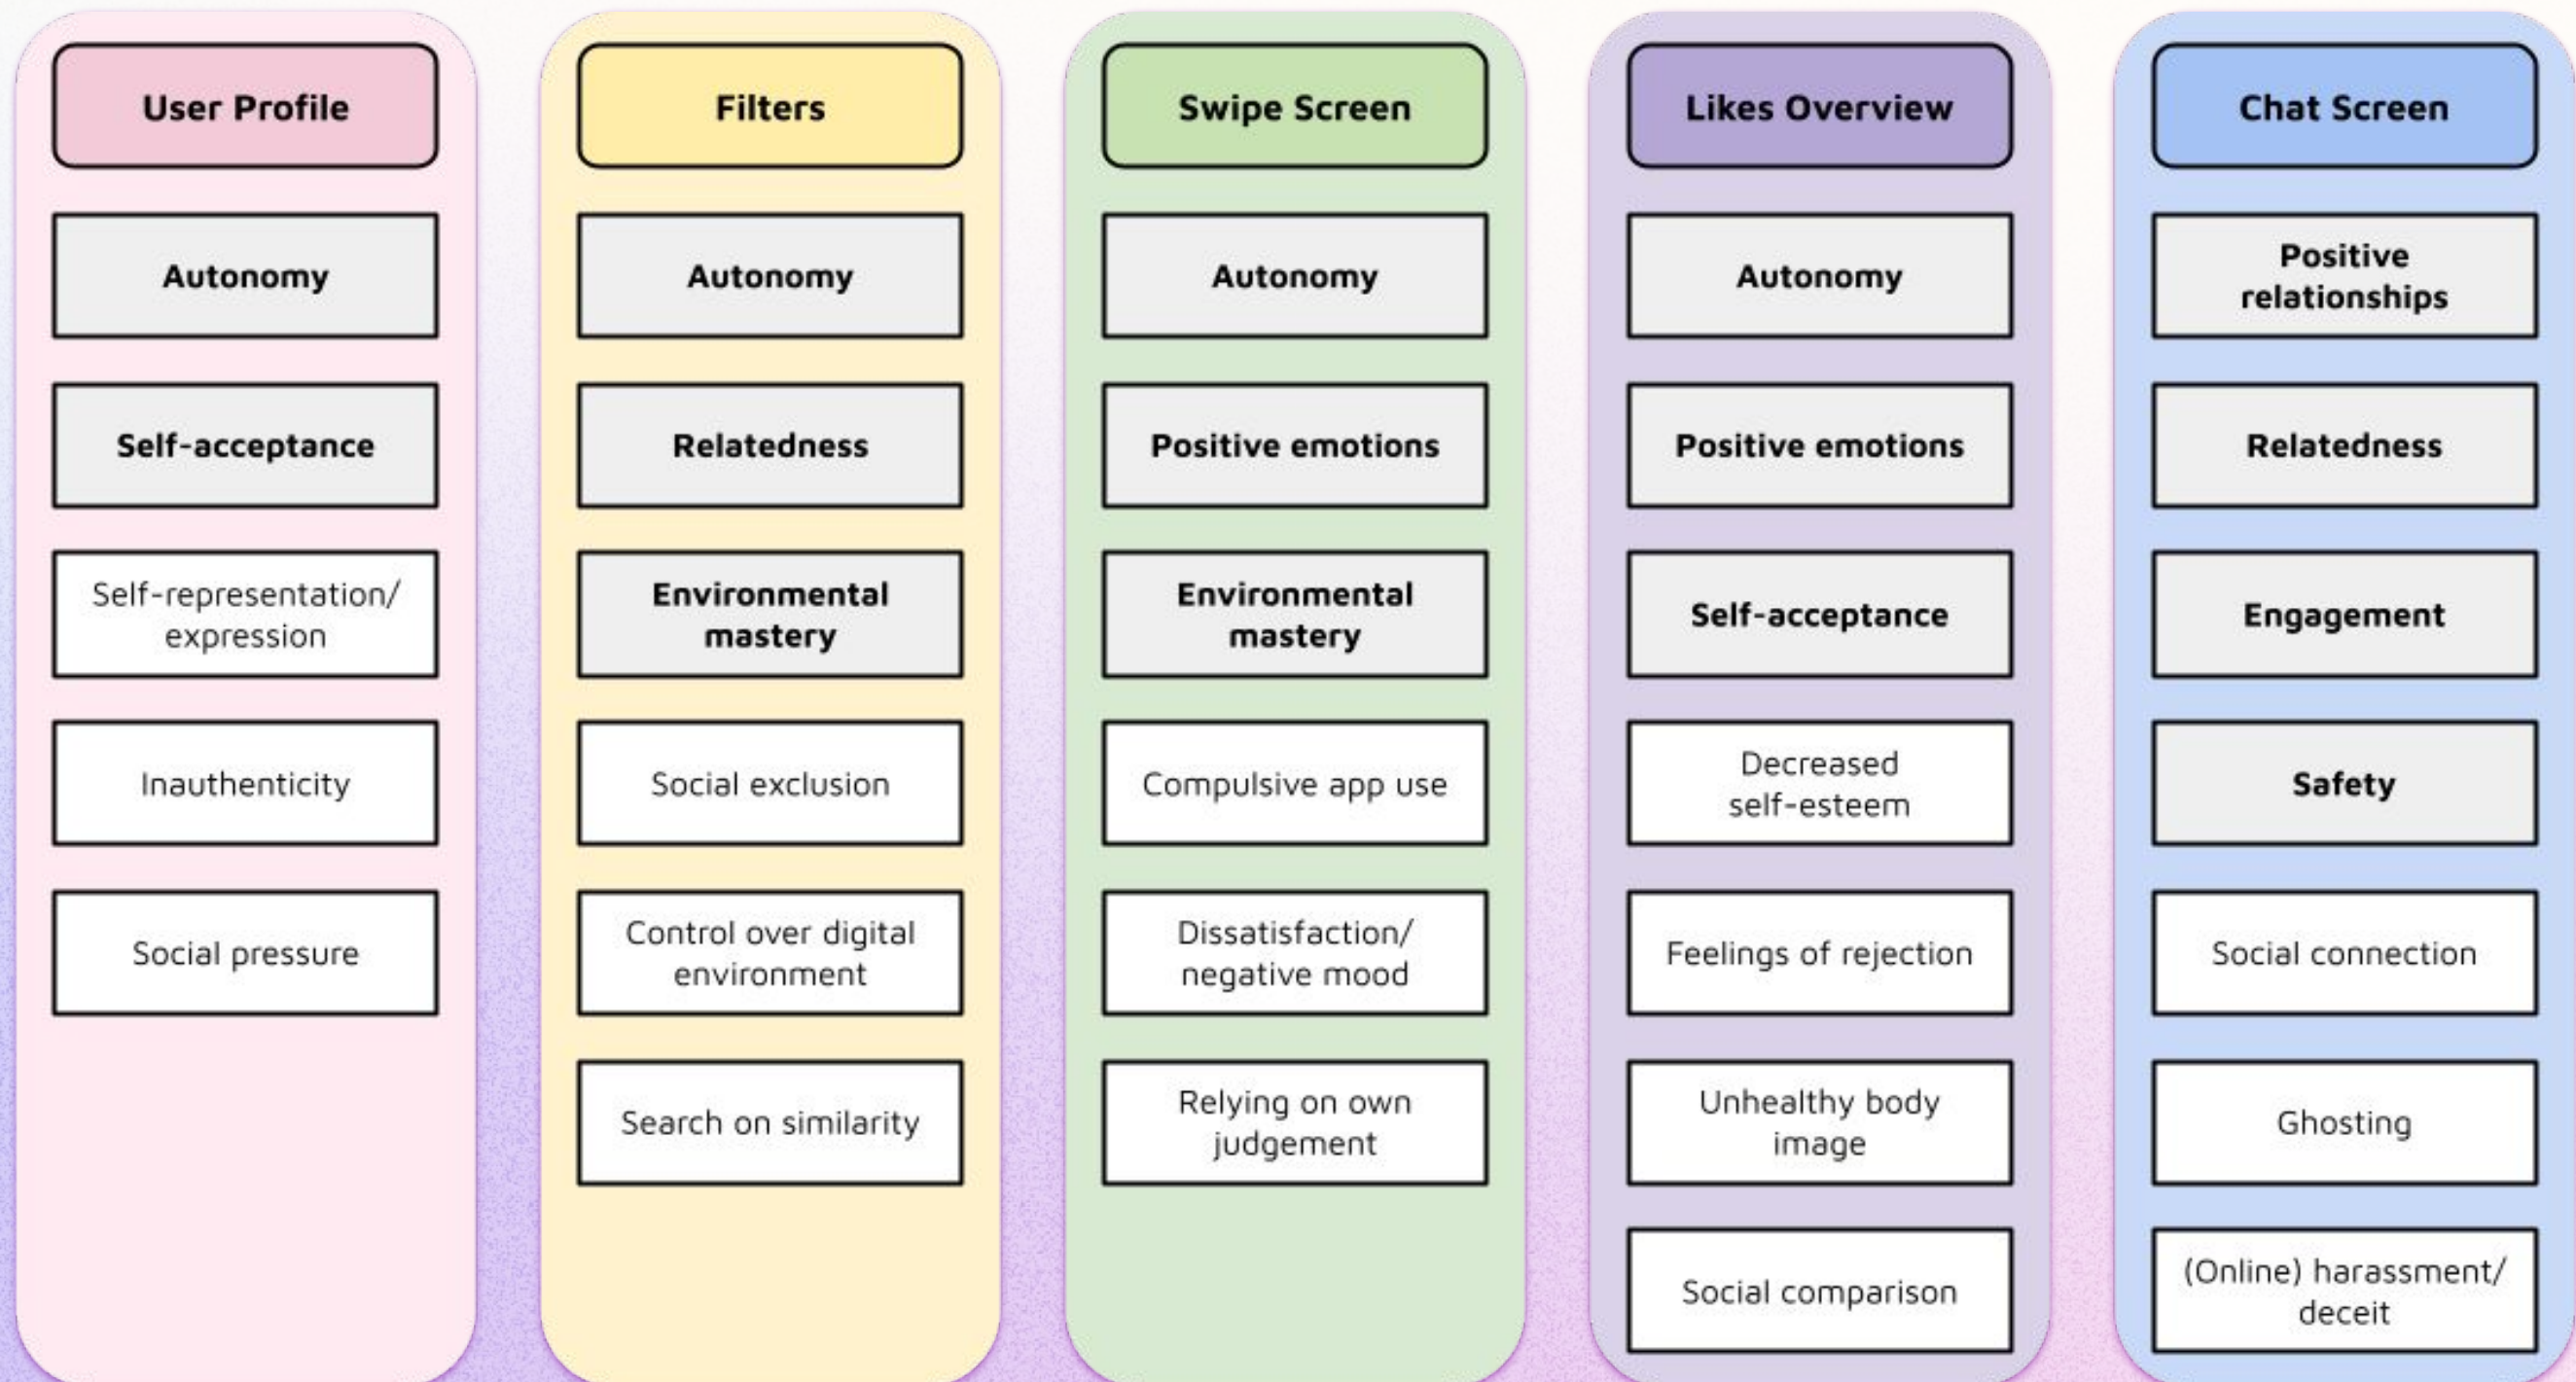 User Profile
Autonomy
Self-acceptance
Self-representation/
expression
Inauthenticity
Social pressure
Filters
Autonomy
Relatedness
Environmental
mastery
Social exclusion
Control over digital
environment
Search on similarity
Swipe Screen
Autonomy
Positive emotions
Environmental
mastery
Compulsive app use
Dissatisfaction/
negative mood
Relying on own
judgement
Likes Overview
Autonomy
Positive emotions
Self-acceptance
Decreased
self-esteem
Feelings of rejection
Unhealthy body
image
Social comparison
Chat Screen
Positive
relationships
Relatedness
Engagement
Safety
Social connection
Ghosting
(Online) harassment/
deceit